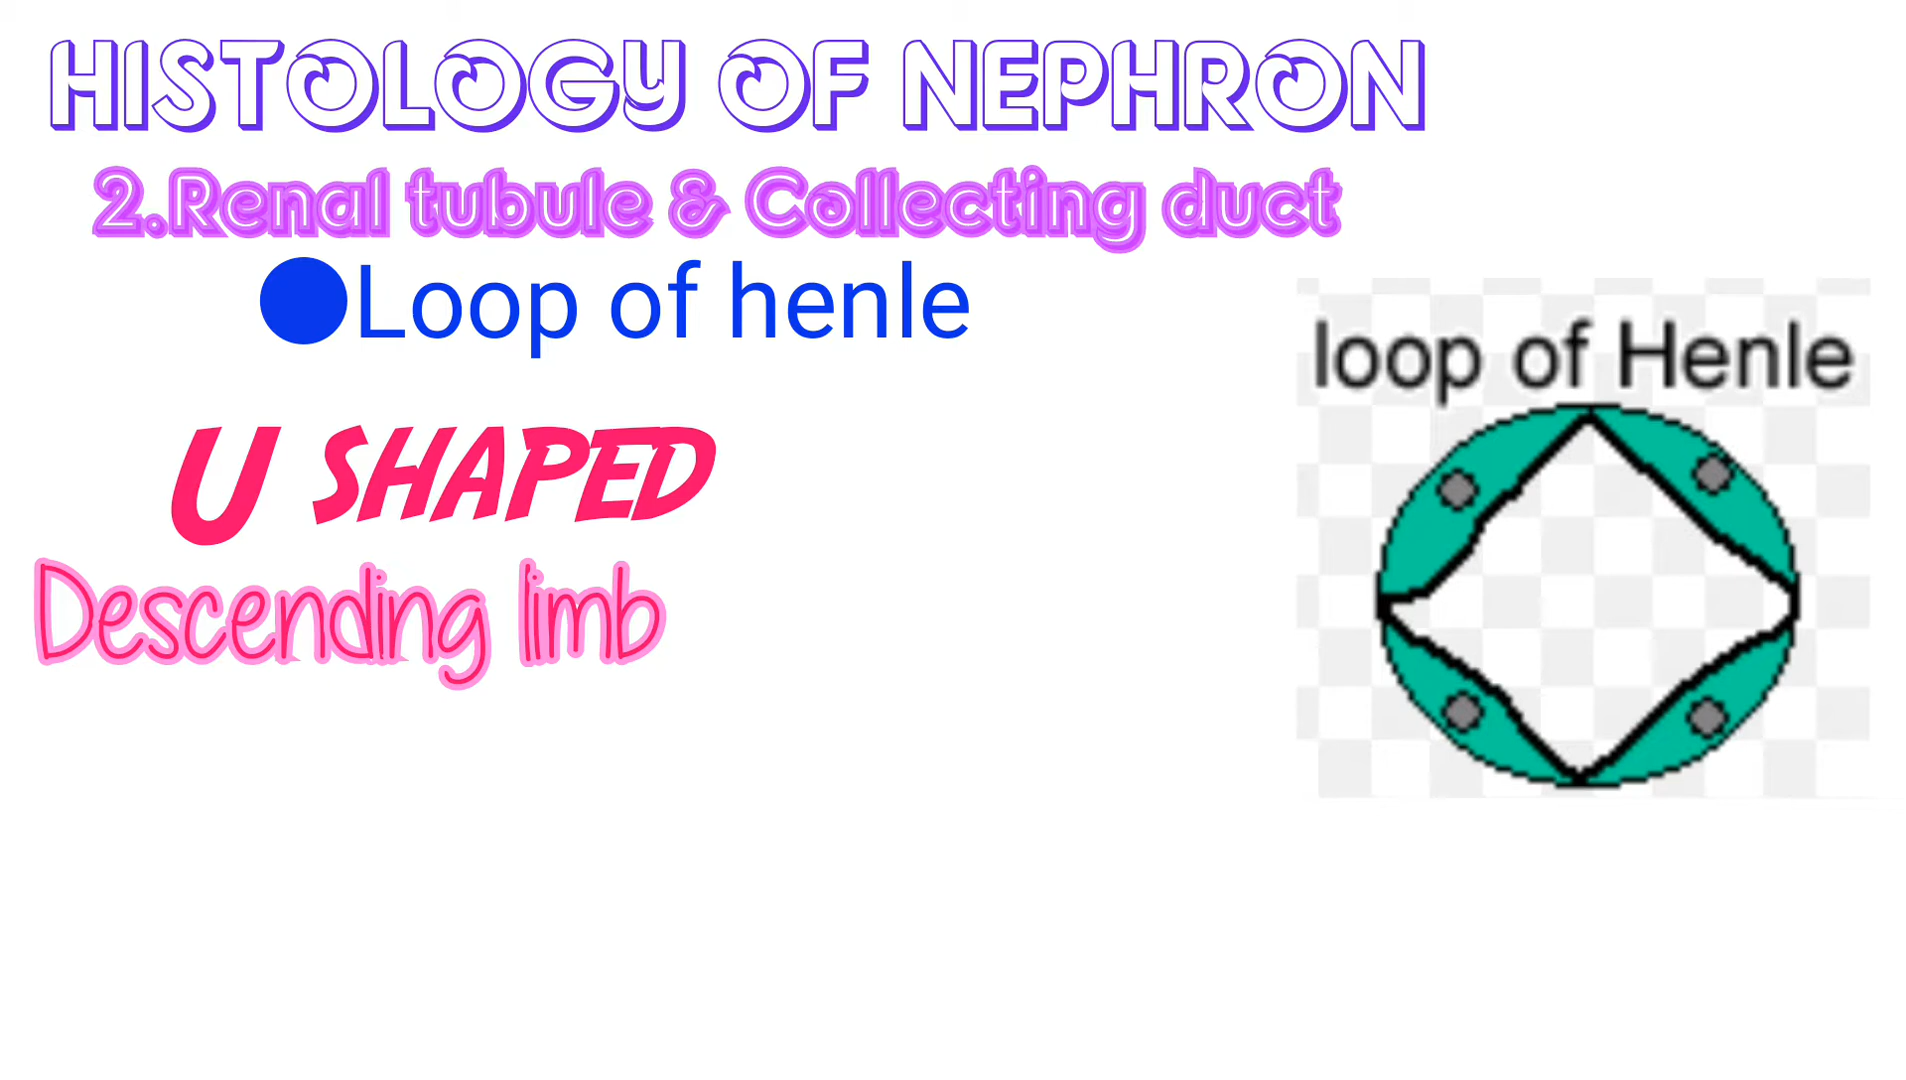 HISTOLOGY OF NEPHRON
2.Renal tubule & Collecting duct
●Loop of henle
loop of Henle
U SHAPED
Descending limb